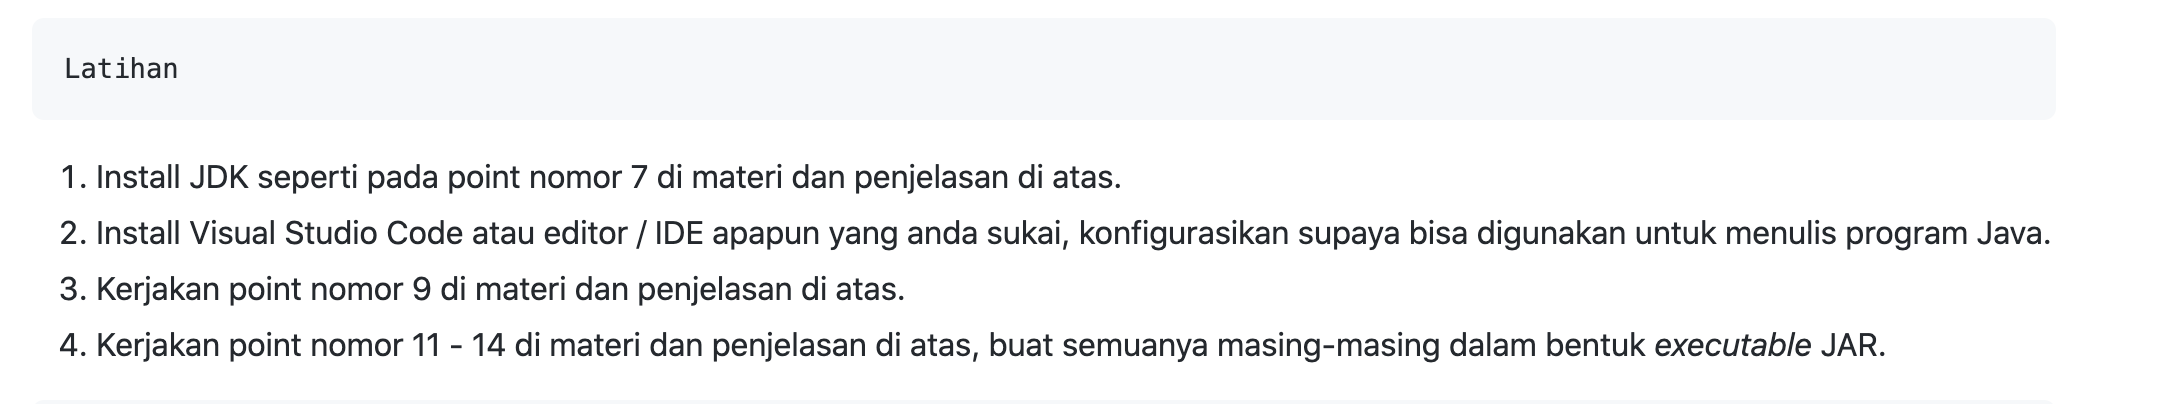 Latihan
1. Install JDK seperti pada point nomor 7 di materi dan penjelasan di atas.
2. Install Visual Studio Code atau editor / IDE apapun yang anda sukai, konfigurasikan supaya bisa digunakan untuk menulis program Java.
3. Kerjakan point nomor 9 di materi dan penjelasan di atas.
4. Kerjakan point nomor 11 - 14 di materi dan penjelasan di atas, buat semuanya masing-masing dalam bentuk executable JAR.